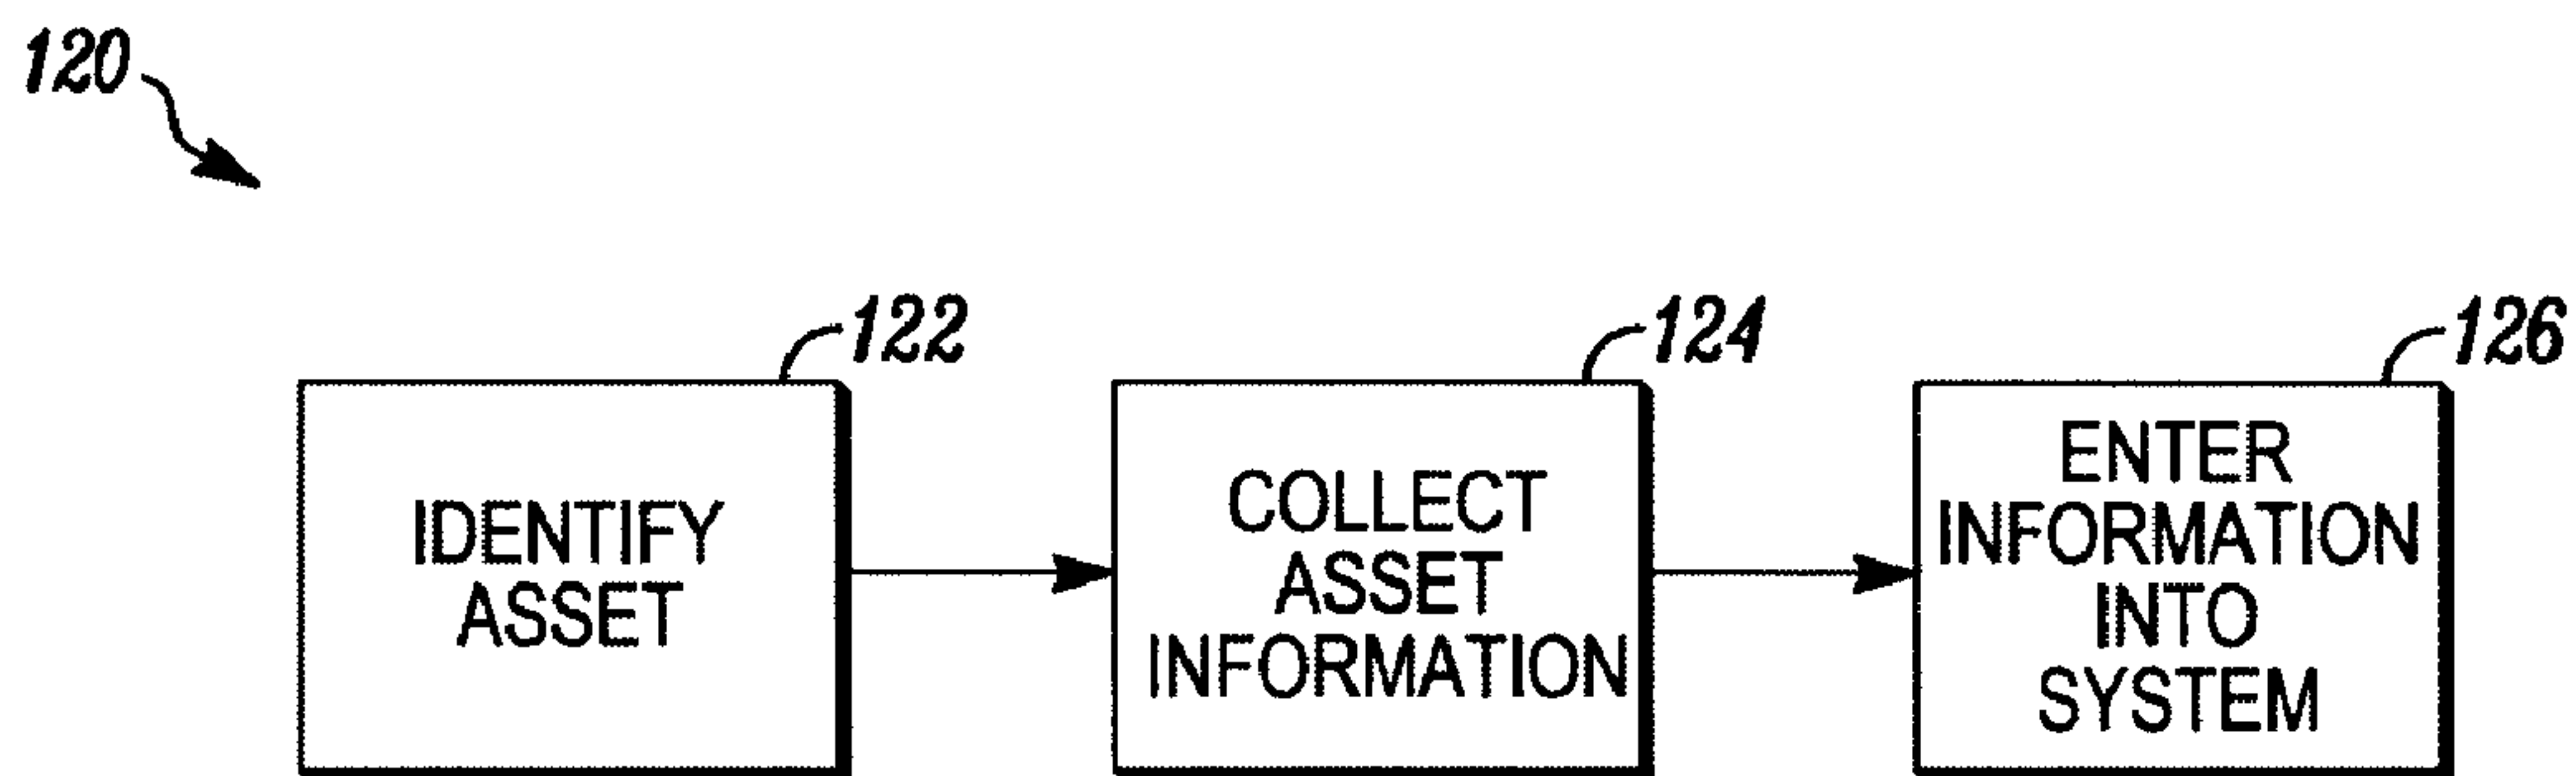 120
122
124
126
IDENTIFY
ASSET
COLLECT
ASSET
INFORMATION
ENTER
INFORMATION
INTO
SYSTEM